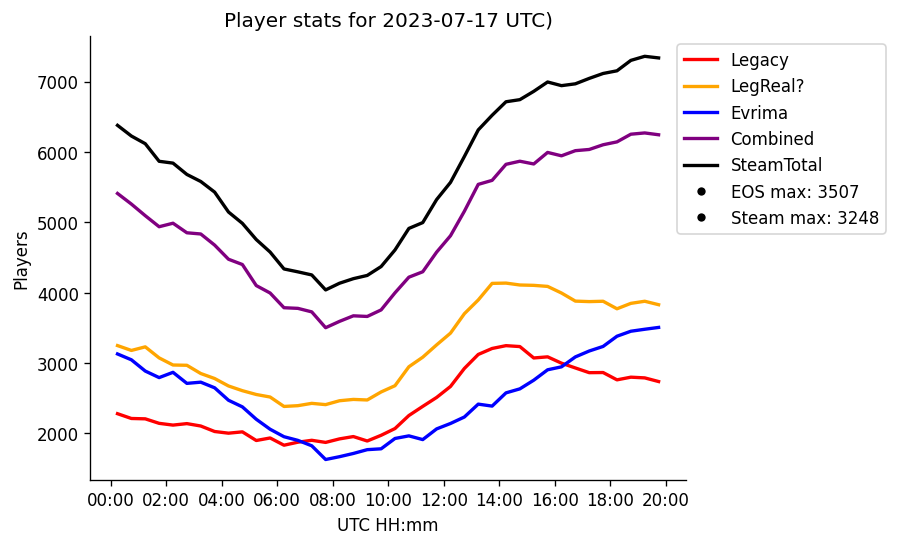 Player stats for 2023-07-17 UTC)
Players
7000
6000
5000
4000
3000
2000
00:00 02:00 04:00 06:00 08:00 10:00 12:00 14:00 16:00 18:00 20:00
UTC HH:mm
Legacy
LegReal?
Evrima
Combined
SteamTotal
EOS max: 3507
Steam max: 3248